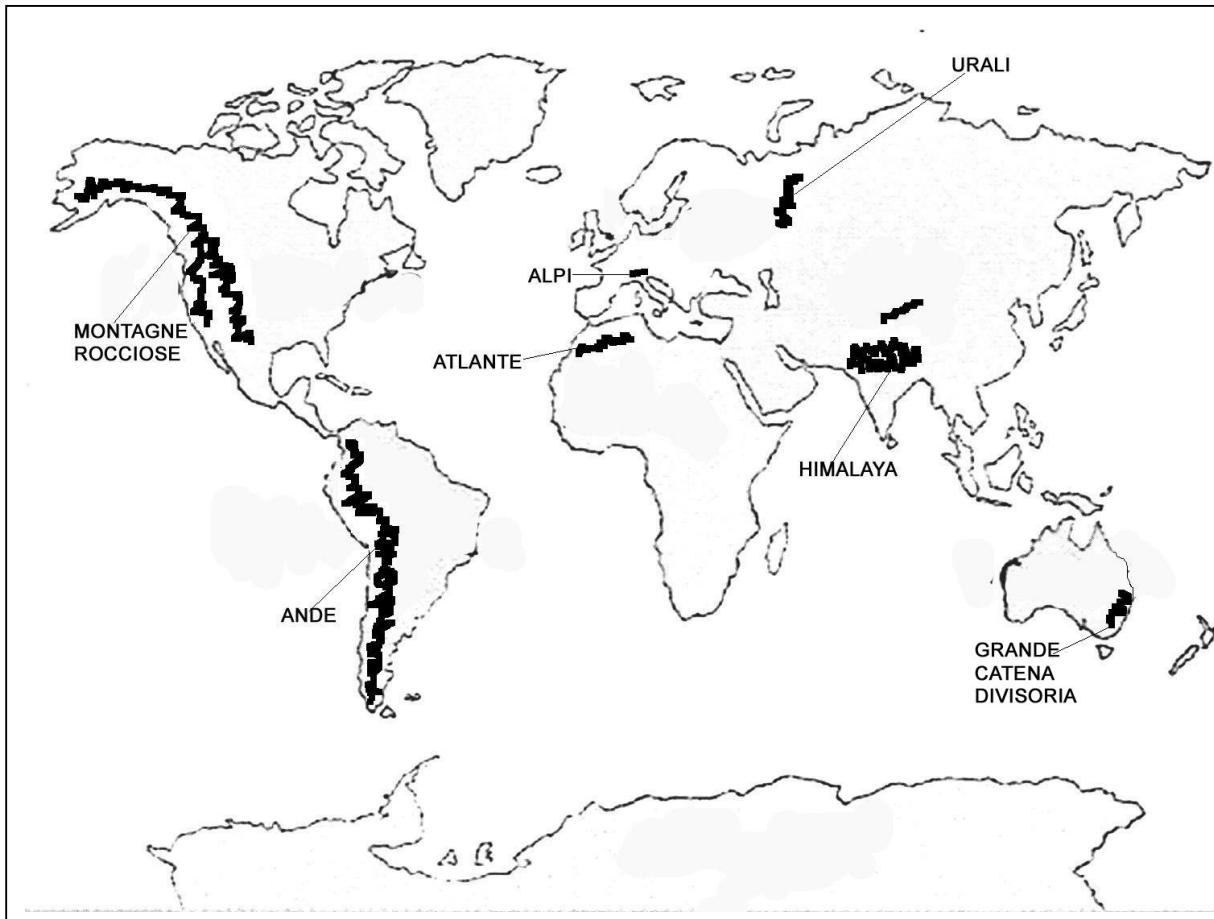 URALI
ALPI
MONTAGNE
ROCCIOSE
ATLANTE
HIMALAYA
ANDE
GRANDE
CATENA
DIVISORIA